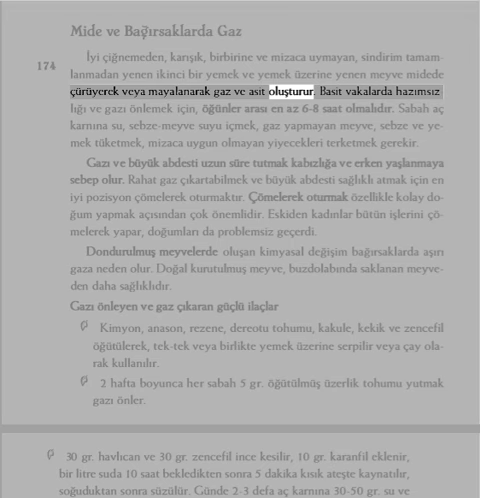 Mide ve Bağırsaklarda Gaz
174
İyi çiğnemeden, karışık, birbirine ve mizaca uymayan, sindirim tamam-
lanmadan yenen ikinci bir yemek ve yemek üzerine yenen meyve midede
çürüyerek veya mayalanarak gaz ve asit oluşturur. Basit vakalarda hazımsız
lığı ve gazı önlemek için, öğünler arası en az 6-8 saat olmalıdır. Sabah aç
karnına su, sebze-meyve suyu içmek, gaz yapmayan meyve, sebze ve ye-
mek tüketmek, mizaca uygun olmayan yiyecekleri terketmek gerekir.
Gazı ve büyük abdesti uzun süre tutmak kabızlığa ve erken yaşlanmaya
sebep olur. Rahat gaz çıkartabilmek ve büyük abdesti sağlıklı atmak için en
iyi pozisyon çömelerek oturmaktır. Çömelerek oturmak özellikle kolay do-
ğum yapmak açısından çok önemlidir. Eskiden kadınlar bütün işlerini çö-
melerek yapar, doğumları da problemsiz geçerdi.
Dondurulmuş meyvelerde oluşan kimyasal değişim bağırsaklarda aşırı
gaza neden olur. Doğal kurutulmuş meyve, buzdolabında saklanan meyve-
den daha sağlıklıdır.
Gazı önleyen ve gaz çıkaran güçlü ilaçlar
Kimyon, anason, rezene, dereotu tohumu, kakule, kekik ve zencefil
öğütülerek, tek-tek veya birlikte yemek üzerine serpilir veya çay ola-
rak kullanılır.
2 hafta boyunca her sabah 5 gr. öğütülmüş üzerlik tohumu yutmak
gazı önler.
30 gr. havlıcan ve 30 gr. zencefil ince kesilir, 10 gr. karanfil eklenir,
bir litre suda 10 saat bekledikten sonra 5 dakika kısık ateşte kaynatılır,
soğuduktan sonra süzülür. Günde 2-3 defa aç karnına 30-50 gr. su ve